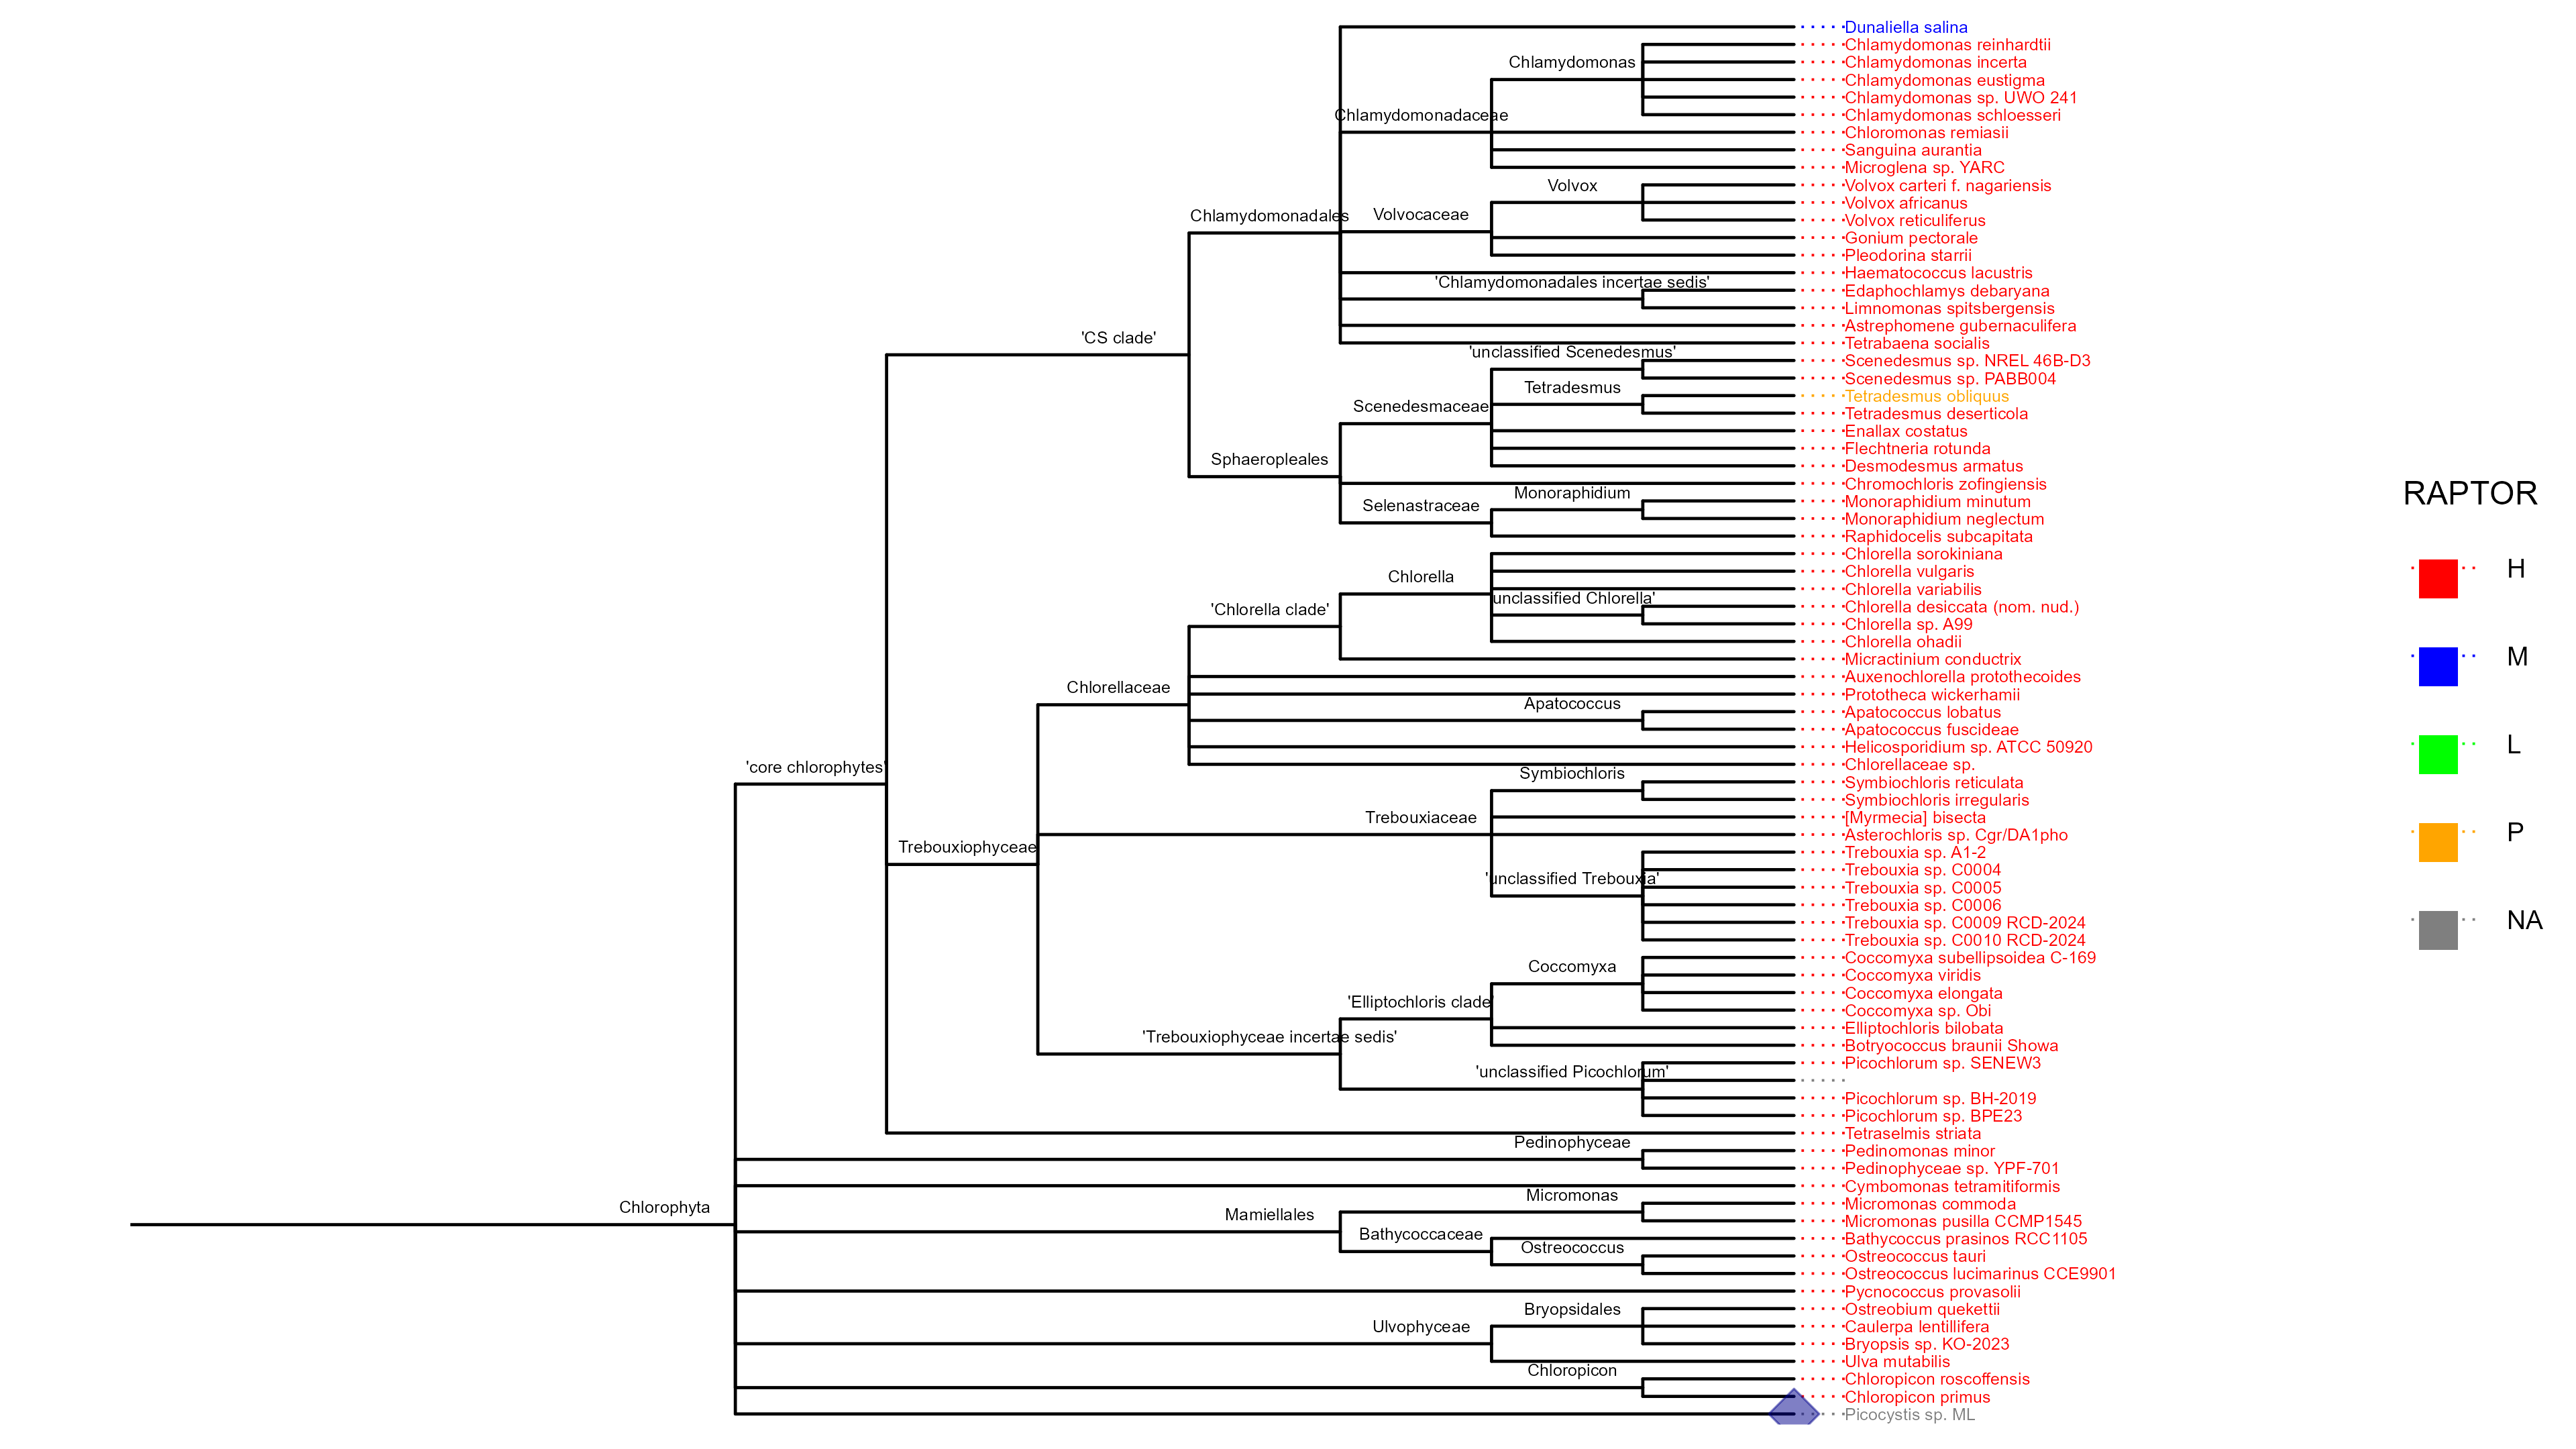 Dunaliella salina
Chlamydomonas reinhardtii
Chlamydomonas
Chlamydomonas incerta
Chlamydomonas eustigma
Chlamydomonas sp. UWO 241
Chlamydomonadaceae
Chlamydomonas schloesseri
Chloromonas remiasii
Sanguina aurantia
Microglena sp. YARC
Volvox
Volvox carteri f. nagariensis
Volvox africanus
Chlamydomonadales
Volvocaceae
Volvox reticuliferus
Gonium pectorale
Pleodorina starrii
Haematococcus lacustris
'Chlamydomonadales incertae sedis'
Edaphochlamys debaryana
Limnomonas spitsbergensis
Astrephomene gubernaculifera
'CS clade'
Tetrabaena socialis
'unclassified Scenedesmus'
Scenedesmus sp. NREL 46B-D3
Scenedesmus sp. PABB004
Tetradesmus
Tetradesmus obliquus
Scenedesmaceae
Tetradesmus deserticola
Enallax costatus
Flechtneria rotunda
Sphaeropleales
Desmodesmus armatus
Chromochloris zofingiensis
Monoraphidium
Monoraphidium minutum
Selenastraceae
Monoraphidium neglectum
Raphidocelis subcapitata
Chlorella sorokiniana
Chlorella
Chlorella vulgaris
Chlorella variabilis
'unclassified Chlorella'
'Chlorella clade'
Chlorella desiccata (nom. nud.)
Chlorella sp. A99
Chlorella ohadii
Micractinium conductrix
Auxenochlorella protothecoides
Chlorellaceae
Prototheca wickerhamii
Apatococcus
Apatococcus lobatus
Apatococcus fuscideae
Helicosporidium sp. ATCC 50920
'core chlorophytes'
Chlorellaceae sp.
Symbiochloris
Symbiochloris reticulata
Symbiochloris irregularis
Trebouxiaceae
[Myrmecia] bisecta
Asterochloris sp. Cgr/DA1pho
Trebouxiophyceae
Trebouxia sp. A1-2
Trebouxia sp. C0004
'unclassified Trebouxia'
Trebouxia sp. C0005
Trebouxia sp. C0006
Trebouxia sp. C0009 RCD-2024
Trebouxia sp. C0010 RCD-2024
Coccomyxa
Coccomyxa subellipsoidea C-169
Coccomyxa viridis
'Elliptochloris clade'
Coccomyxa elongata
Coccomyxa sp. Obi
'Trebouxiophyceae incertae sedis'
Elliptochloris bilobata
Botryococcus braunii Showa
'unclassified Picochlorum'
Picochlorum sp. SENEW3
Picochlorum sp. BH-2019
Picochlorum sp. BPE23
Tetraselmis striata
Pedinophyceae
Pedinomonas minor
Pedinophyceae sp. YPF-701
Cymbomonas tetramitiformis
Micromonas
Chlorophyta
Mamiellales
Micromonas commoda
Micromonas pusilla CCMP1545
Bathycoccaceae
Bathycoccus prasinos RCC1105
Ostreococcus
Ostreococcus tauri
Ostreococcus lucimarinus CCE9901
Pycnococcus provasolii
Bryopsidales
Ostreobium quekettii
Ulvophyceae
Caulerpa lentillifera
Bryopsis sp. KO-2023
Ulva mutabilis
Chloropicon
Chloropicon roscoffensis
Chloropicon primus
Picocystis sp. ML
RAPTOR
H
M
L
P
NA